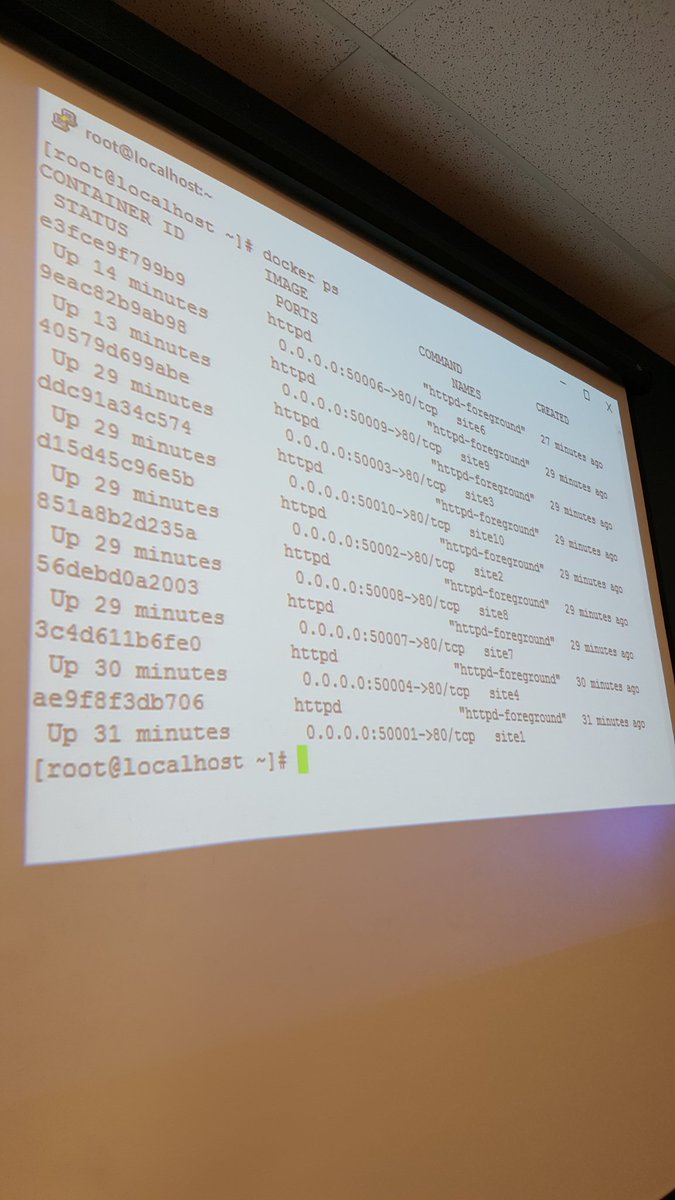 root@localhost:~
[root@localhost ~]# docker ps
CONTAINER ID IMAGE COMMAND CREATED
STATUS PORTS NAMES
e3fce9f799b9 httpd "httpd-foreground" 27 minutes ago
Up 14 minutes 0.0.0.0:50006->80/tcp site6
9eac82b9ab98 httpd "httpd-foreground" 29 minutes ago
Up 13 minutes 0.0.0.0:50009->80/tcp site9
40579d699abe httpd "httpd-foreground" 29 minutes ago
Up 29 minutes 0.0.0.0:50003->80/tcp site3
ddc91a34c574 httpd "httpd-foreground" 29 minutes ago
Up 29 minutes 0.0.0.0:50010->80/tcp site10
d15d45c96e5b httpd "httpd-foreground" 29 minutes ago
Up 29 minutes 0.0.0.0:50002->80/tcp site2
851a8b2d235a httpd "httpd-foreground" 29 minutes ago
Up 29 minutes 0.0.0.0:50008->80/tcp site8
56debd0a2003 httpd "httpd-foreground" 29 minutes ago
Up 29 minutes 0.0.0.0:50007->80/tcp site7
3c4d611b6fe0 httpd "httpd-foreground" 30 minutes ago
Up 30 minutes 0.0.0.0:50004->80/tcp site4
ae9f8f3db706 httpd "httpd-foreground" 31 minutes ago
Up 31 minutes 0.0.0.0:50001->80/tcp site1
[root@localhost ~]#